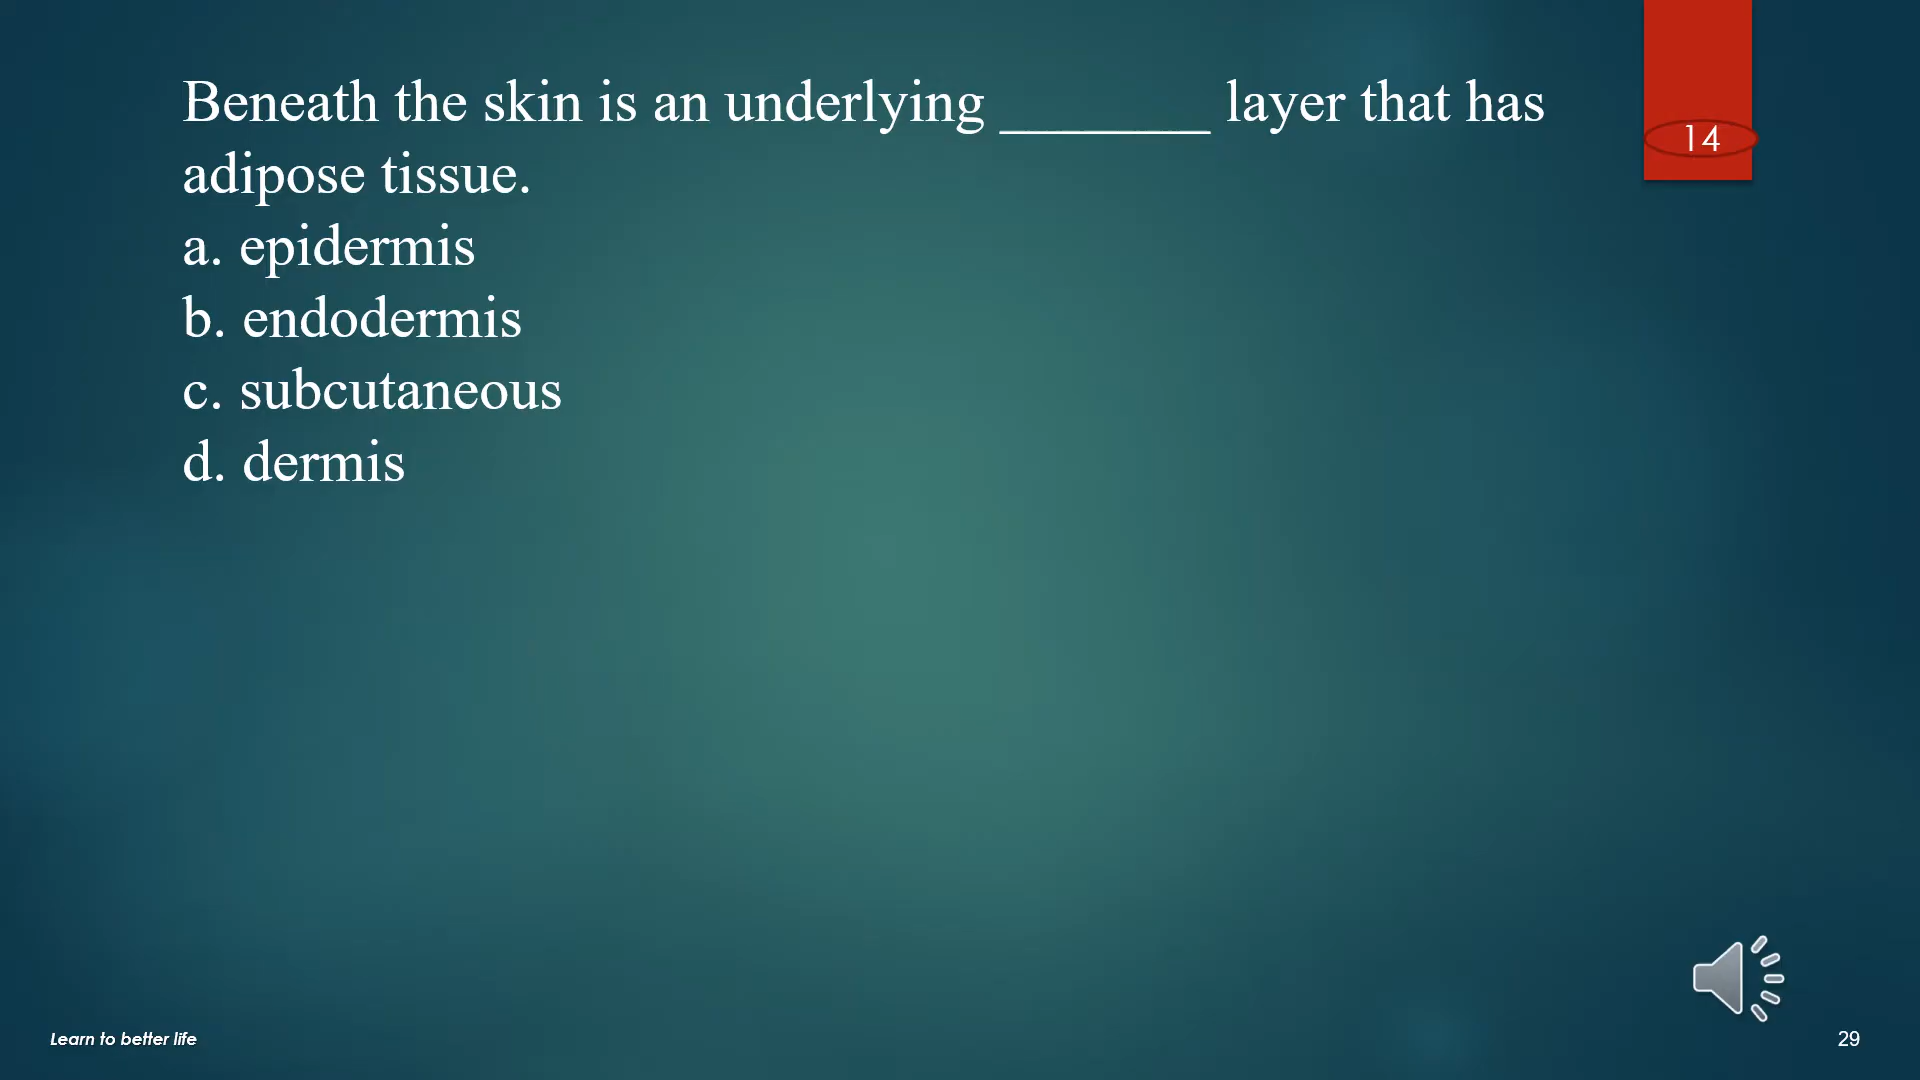 Beneath the skin is an underlying _______ layer that has
adipose tissue.
a. epidermis
b. endodermis
c. subcutaneous
d. dermis
14
Learn to better life
29